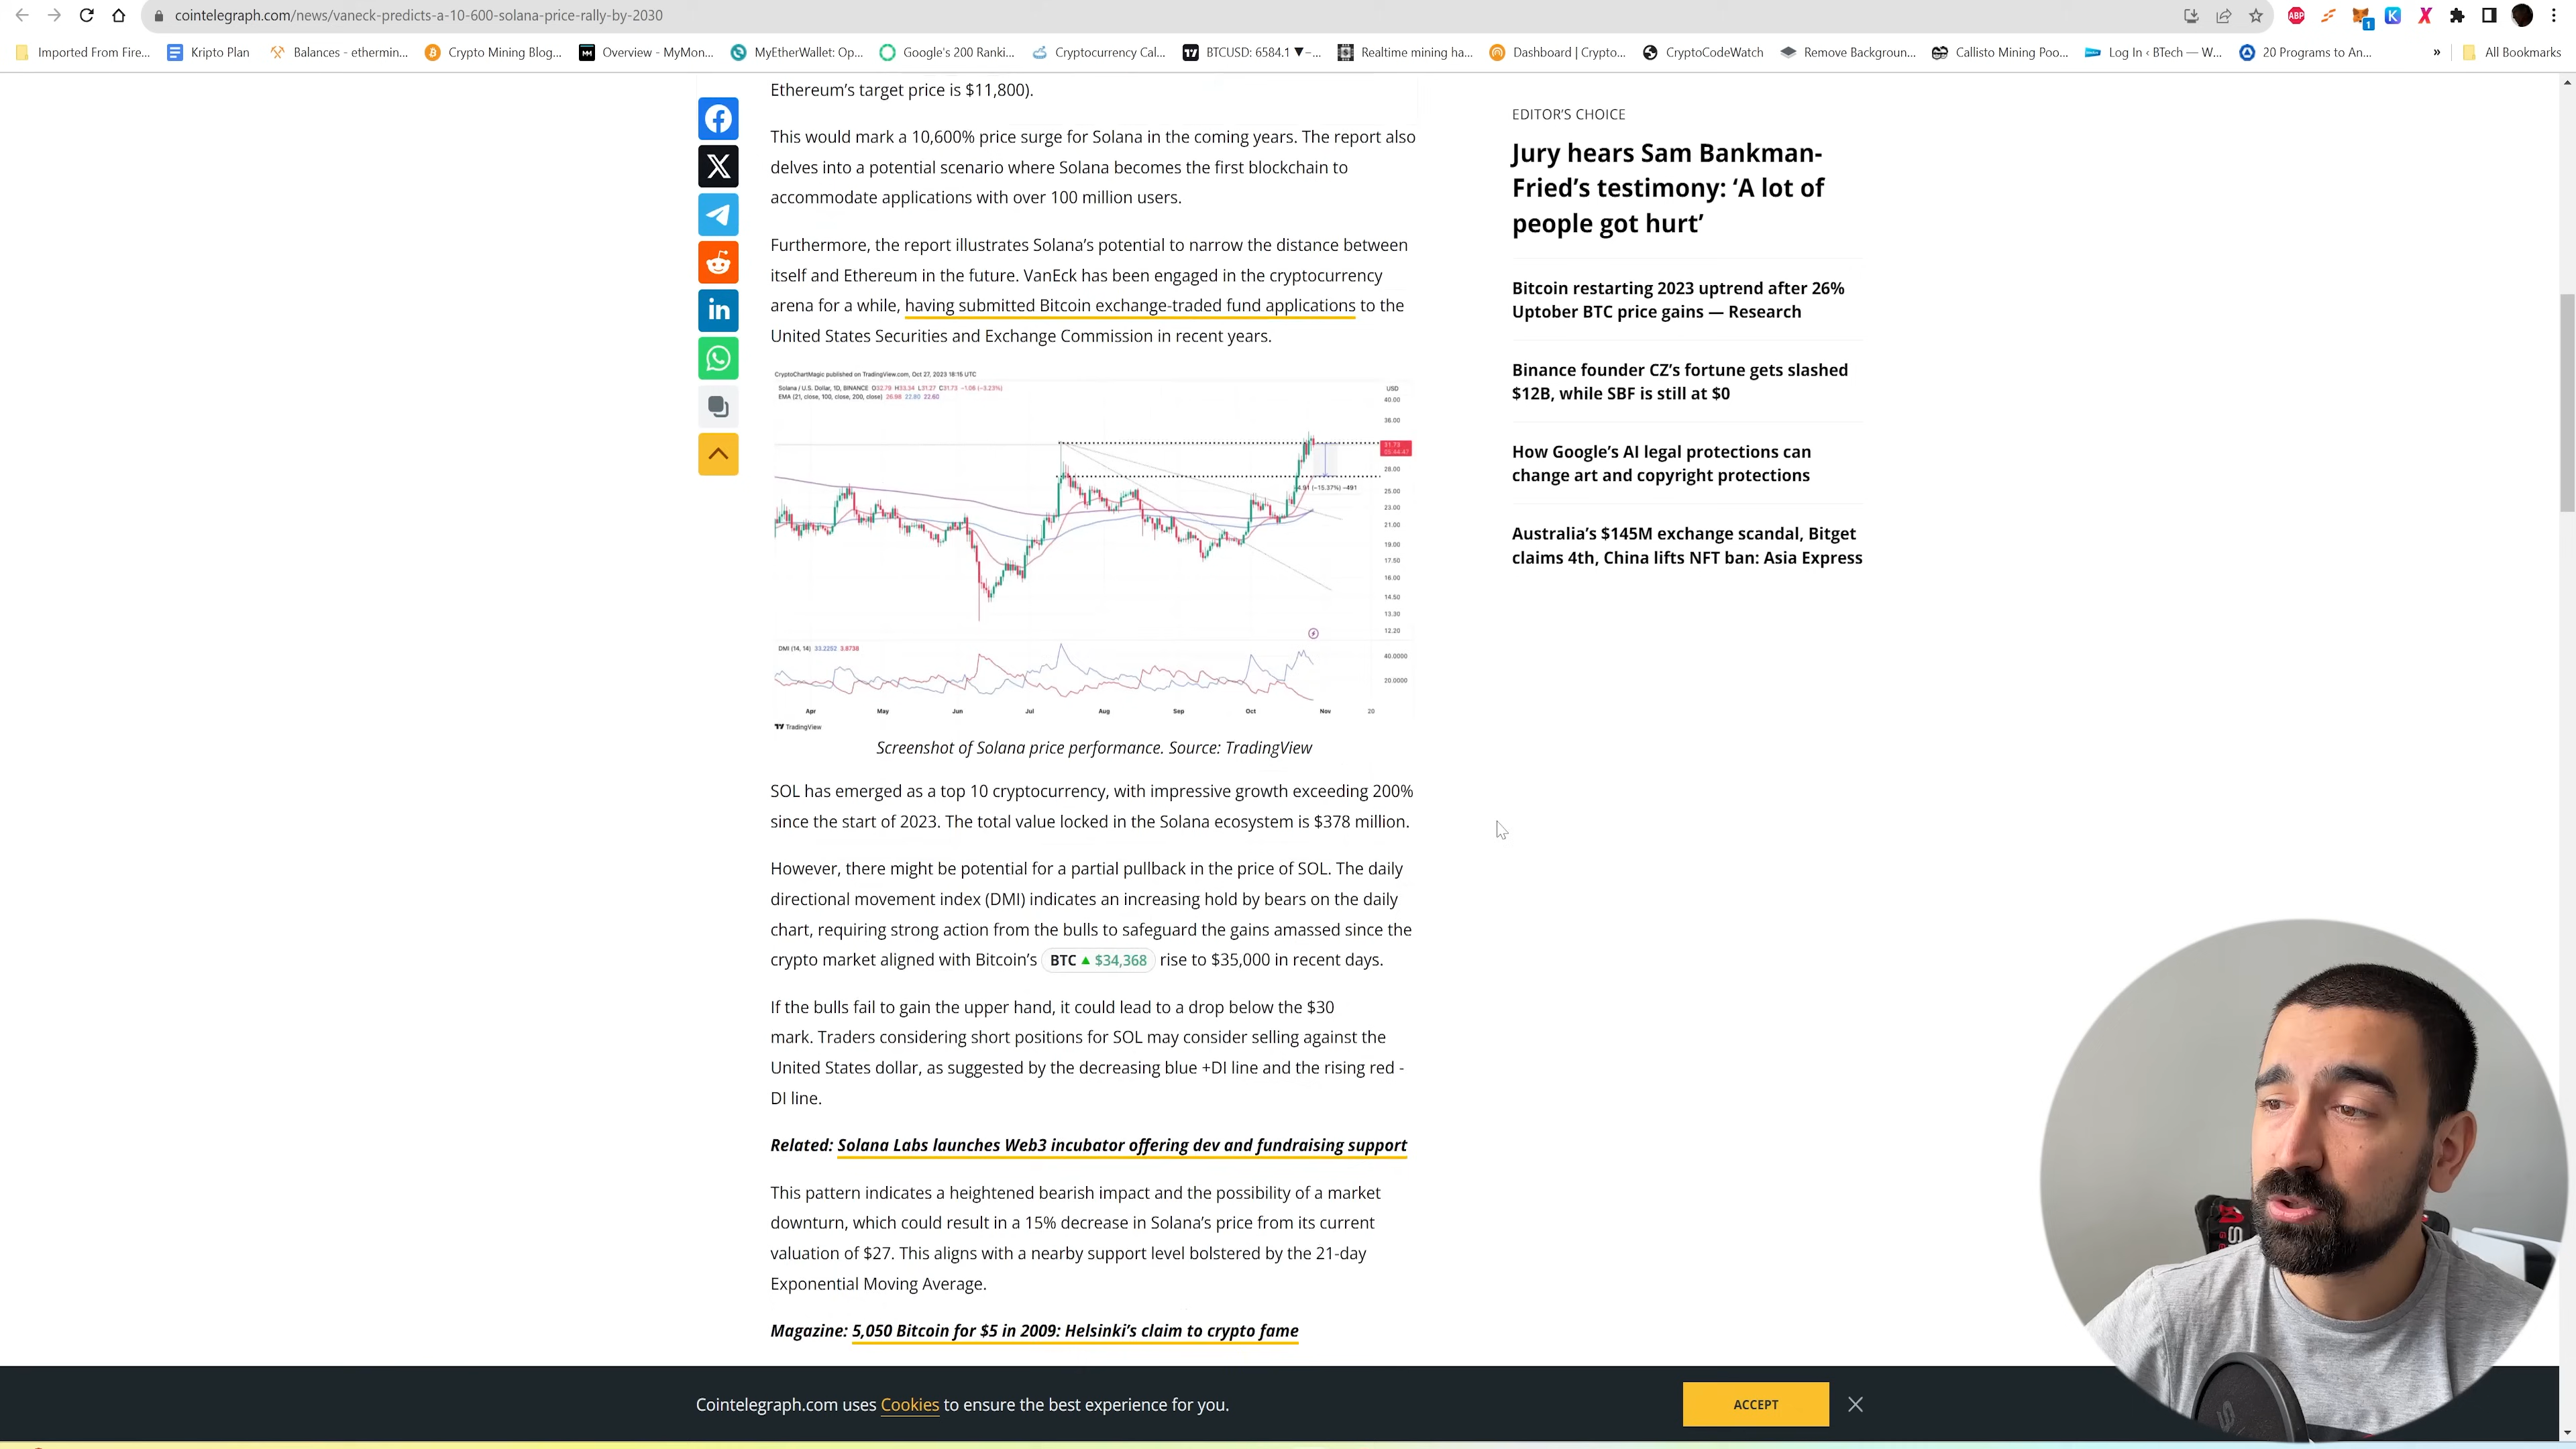 cointelegraph.com/news/vaneck-predicts-a-10-600-solana-price-rally-by-2030
ABP
1
K
X
Imported From Fire...
Kripto Plan
Balances - ethermin...
Crypto Mining Blog...
Overview - MyMon...
MyEtherWallet: Op...
Google's 200 Ranki...
Cryptocurrency Cal...
BTCUSD: 6584.1 ▼−...
Realtime mining ha...
Dashboard | Crypto...
CryptoCodeWatch
Remove Backgroun...
Callisto Mining Poo...
Log In ‹ BTech — W...
20 Programs to An...
»
All Bookmarks
Ethereum's target price is $11,800).
This would mark a 10,600% price surge for Solana in the coming years. The report also
delves into a potential scenario where Solana becomes the first blockchain to
accommodate applications with over 100 million users.
Furthermore, the report illustrates Solana's potential to narrow the distance between
itself and Ethereum in the future. VanEck has been engaged in the cryptocurrency
arena for a while, having submitted Bitcoin exchange-traded fund applications to the
United States Securities and Exchange Commission in recent years.
CryptoChartMagic published on TradingView.com, Oct 27, 2023 18:15 UTC
Solana / U.S. Dollar, 1D, BINANCE O32.79 H33.34 L31.27 C31.73 −1.06 (−3.23%)
EMA (21, close, 100, close, 200, close) 26.98 22.80 22.60
USD
40.00
36.00
31.73
28.00
25.00
23.00
21.00
19.00
17.50
16.00
14.50
13.30
12.20
(−15.37%) −491
DMI (14, 14) 33.2252 3.8738
40.0000
20.0000
Apr
May
Jun
Jul
Aug
Sep
Oct
Nov
20
TradingView
Screenshot of Solana price performance. Source: TradingView
SOL has emerged as a top 10 cryptocurrency, with impressive growth exceeding 200%
since the start of 2023. The total value locked in the Solana ecosystem is $378 million.
However, there might be potential for a partial pullback in the price of SOL. The daily
directional movement index (DMI) indicates an increasing hold by bears on the daily
chart, requiring strong action from the bulls to safeguard the gains amassed since the
crypto market aligned with Bitcoin's BTC ▲ $34,368 rise to $35,000 in recent days.
If the bulls fail to gain the upper hand, it could lead to a drop below the $30
mark. Traders considering short positions for SOL may consider selling against the
United States dollar, as suggested by the decreasing blue +DI line and the rising red -
DI line.
Related: Solana Labs launches Web3 incubator offering dev and fundraising support
This pattern indicates a heightened bearish impact and the possibility of a market
downturn, which could result in a 15% decrease in Solana's price from its current
valuation of $27. This aligns with a nearby support level bolstered by the 21-day
Exponential Moving Average.
Magazine: 5,050 Bitcoin for $5 in 2009: Helsinki's claim to crypto fame
EDITOR'S CHOICE
Jury hears Sam Bankman-
Fried's testimony: 'A lot of
people got hurt'
Bitcoin restarting 2023 uptrend after 26%
Uptober BTC price gains — Research
Binance founder CZ's fortune gets slashed
$12B, while SBF is still at $0
How Google's AI legal protections can
change art and copyright protections
Australia's $145M exchange scandal, Bitget
claims 4th, China lifts NFT ban: Asia Express
Cointelegraph.com uses Cookies to ensure the best experience for you.
ACCEPT